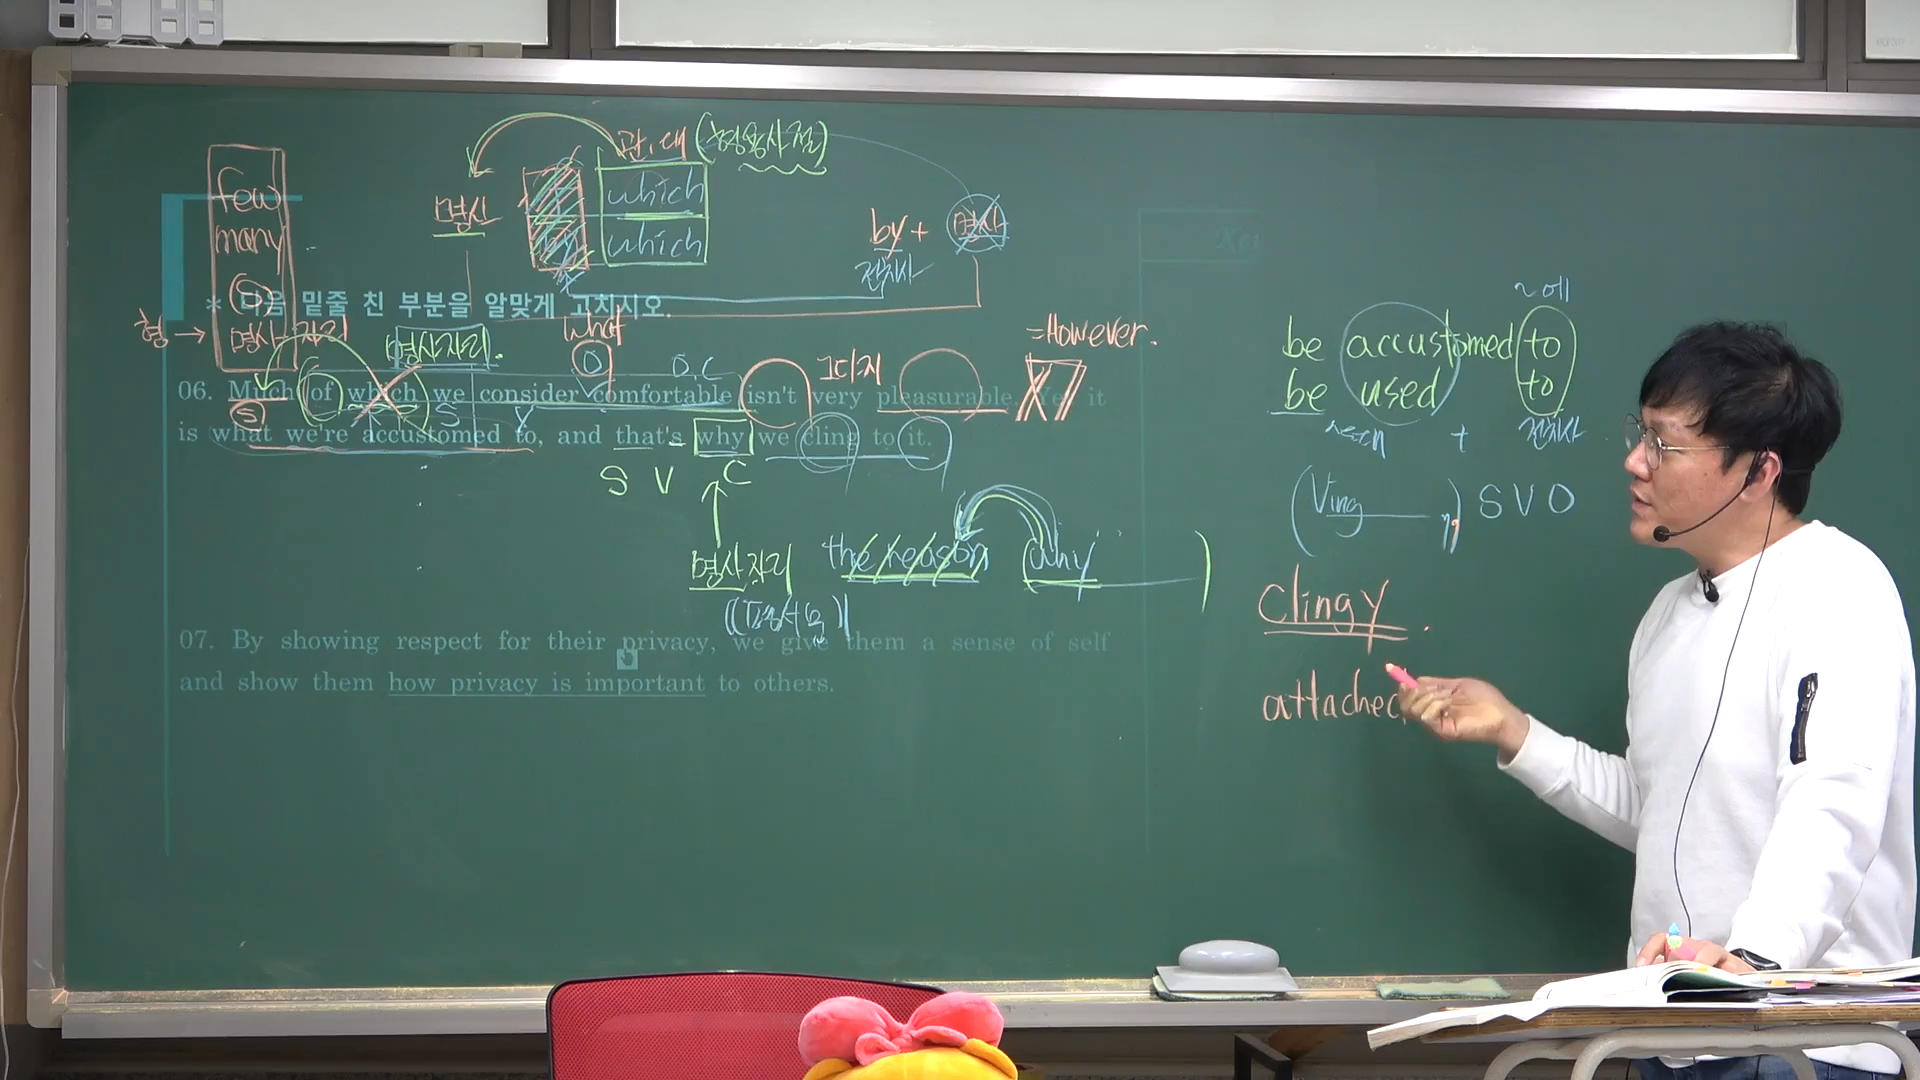 관.대 (형용사절)
few
many
명사
which
which
by + 명사
전치사
* 다음 밑줄 친 부분을 알맞게 고치시오.
형 → 명사자리
명사자리.
what
=However.
O
O.C
그다지
06. Much of which we consider comfortable isn't very pleasurable. Yet it
S
S V
is what we're accustomed to, and that's why we cling to it.
S V C
명사자리 the reason why
07. By showing respect for their privacy, we give them a sense of self
and show them how privacy is important to others.
~에
be accustomed to
be used to
+ 전치사
(Ving ), S V O
clingy.
attached